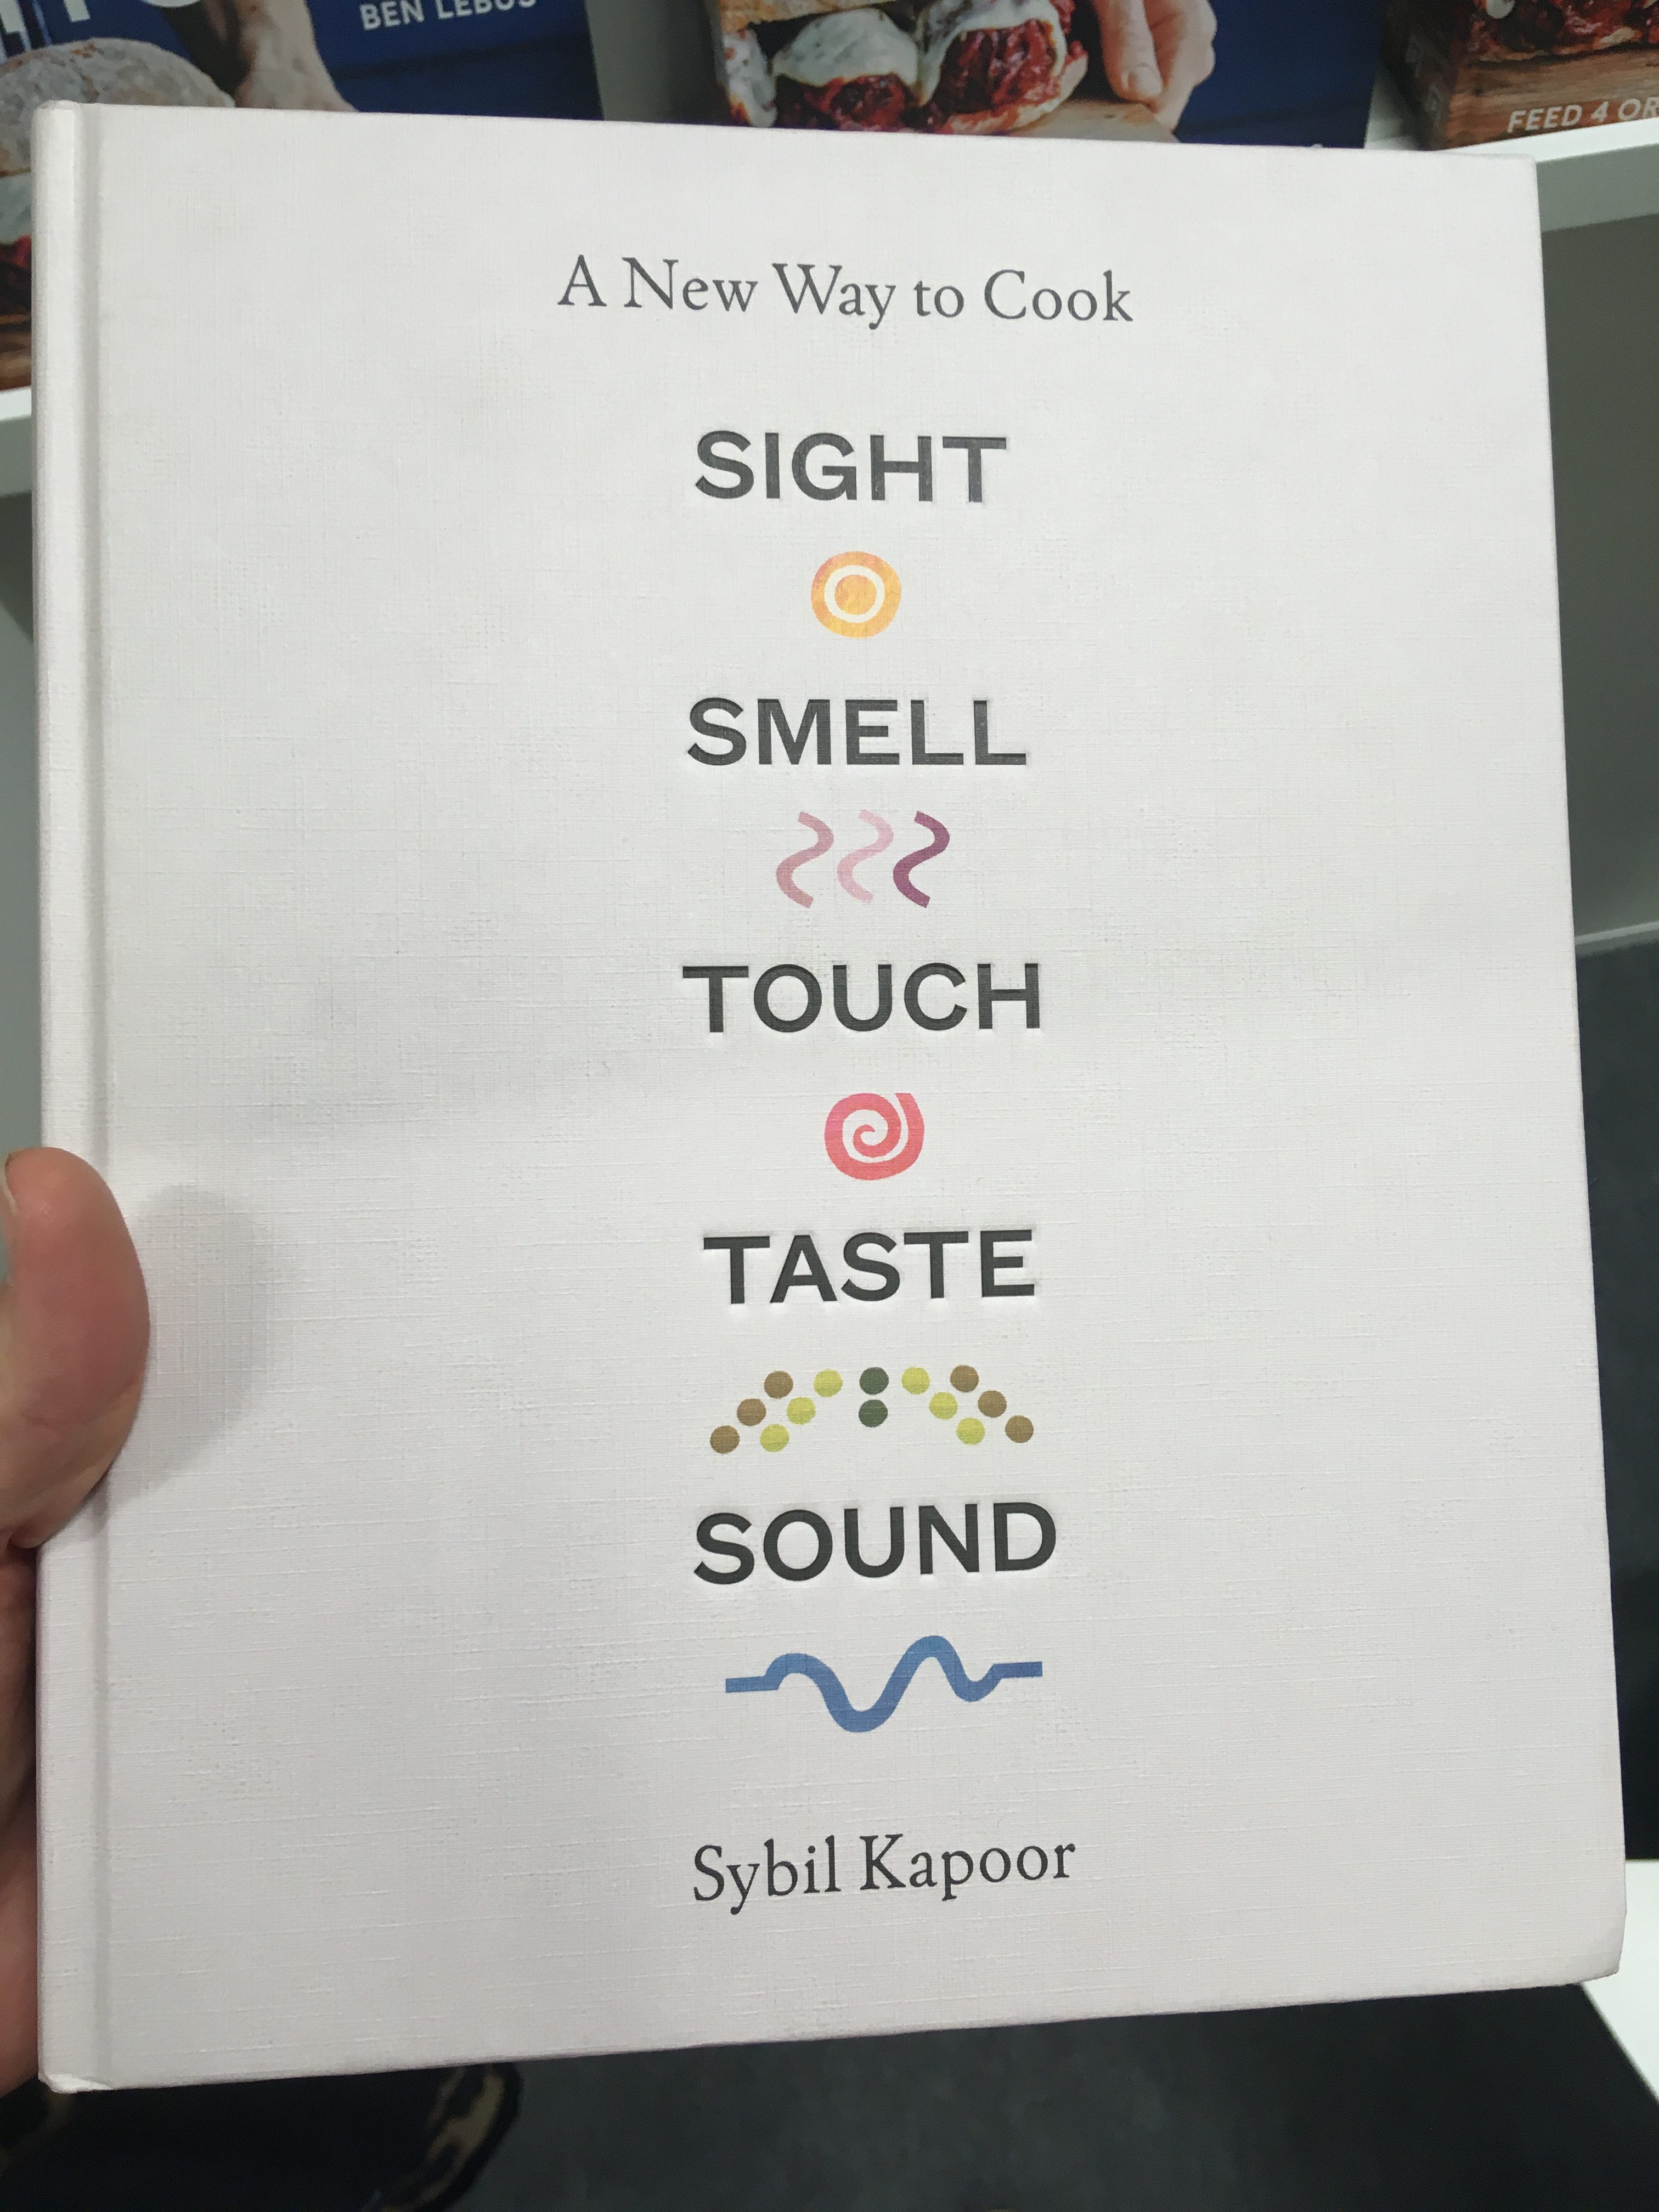 BEN LEBUS
FEED 4 OR
A New Way to Cook
SIGHT
SMELL
TOUCH
TASTE
SOUND
Sybil Kapoor